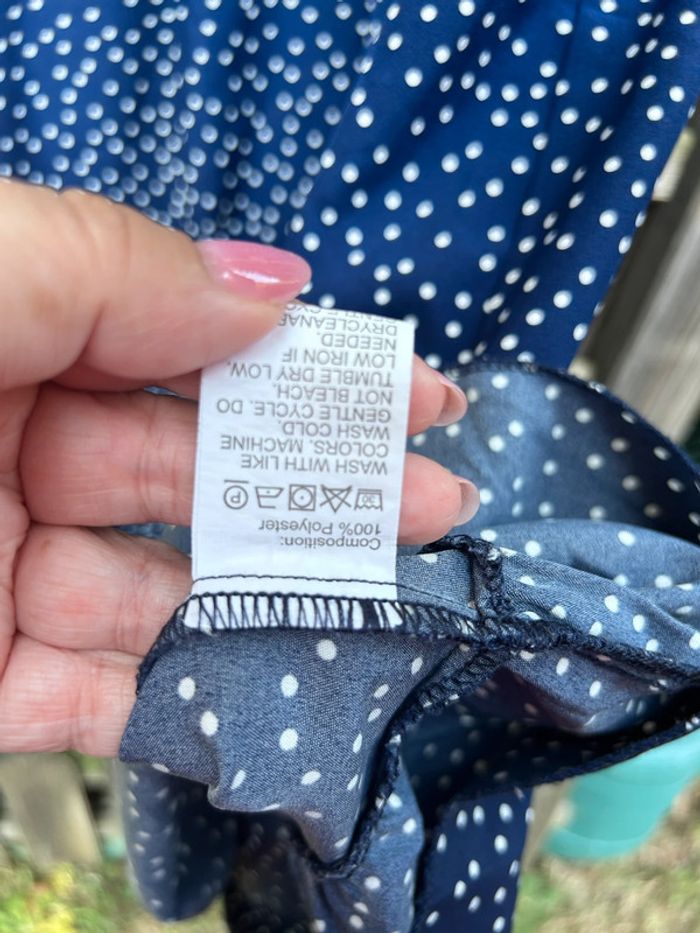 Composition:
100% Polyester
30 P
WASH WITH LIKE
COLORS. MACHINE
WASH COLD.
GENTLE CYCLE. DO
NOT BLEACH.
TUMBLE DRY LOW.
LOW IRON IF
NEEDED.